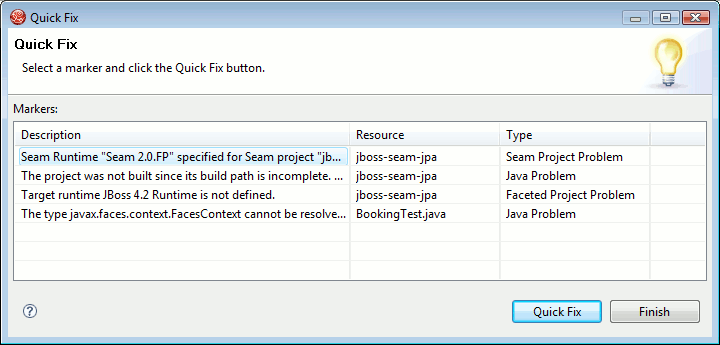 Quick Fix
Quick Fix
Select a marker and click the Quick Fix button.
Markers:
Description Resource Type
Seam Runtime "Seam 2.0.FP" specified for Seam project "jb... jboss-seam-jpa Seam Project Problem
The project was not built since its build path is incomplete. ... jboss-seam-jpa Java Problem
Target runtime JBoss 4.2 Runtime is not defined. jboss-seam-jpa Faceted Project Problem
The type javax.faces.context.FacesContext cannot be resolve... BookingTest.java Java Problem
? Quick Fix Finish